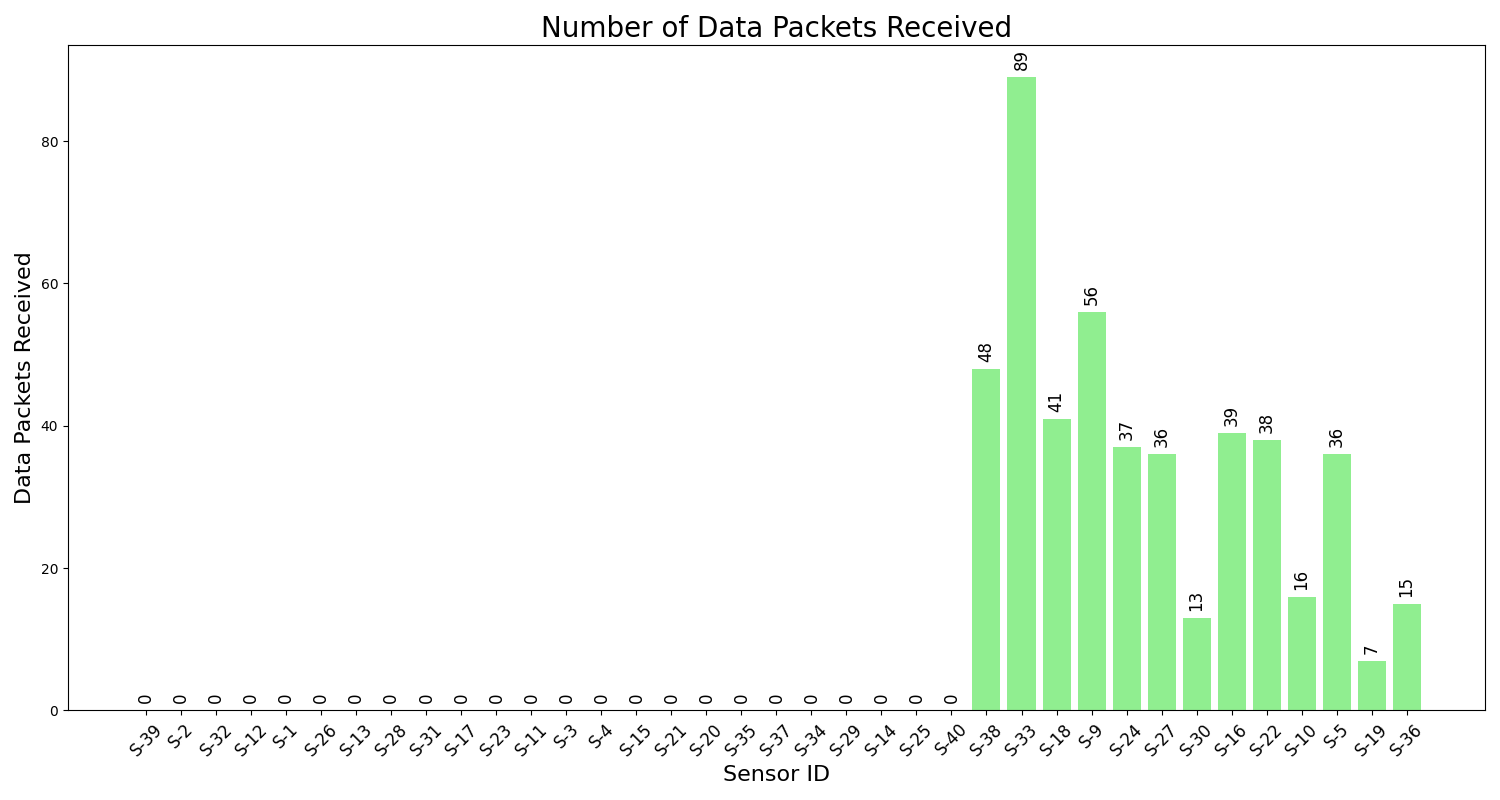 Number of Data Packets Received
Data Packets Received
80
60
40
20
0
0 0 0 0 0 0 0 0 0 0 0 0 0 0 0 0 0 0 0 0 0 0 0 0 48 89 41 56 37 36 13 39 38 16 36 7 15
S-39 S-2 S-32 S-12 S-1 S-26 S-13 S-28 S-31 S-17 S-23 S-11 S-3 S-4 S-15 S-21 S-20 S-35 S-37 S-34 S-29 S-14 S-25 S-40 S-38 S-33 S-18 S-9 S-24 S-27 S-30 S-16 S-22 S-10 S-5 S-19 S-36
Sensor ID